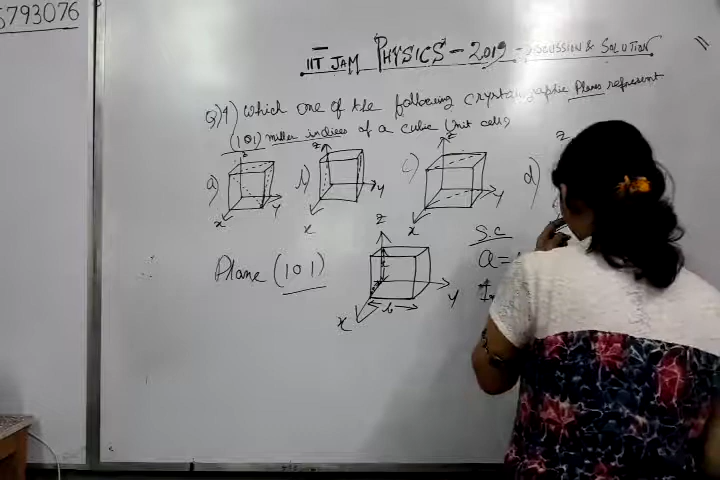 5793076
IIT JAM PHYSICS - 2019 - DISCUSSION & SOLUTION
Q)4) Which one of the following crystallographic Planes represent
(101) miller indices of a cubic Unit cell?
a) z y x b) z y x c) z y x d) z
Plane (101) z y x b
S.C
a =